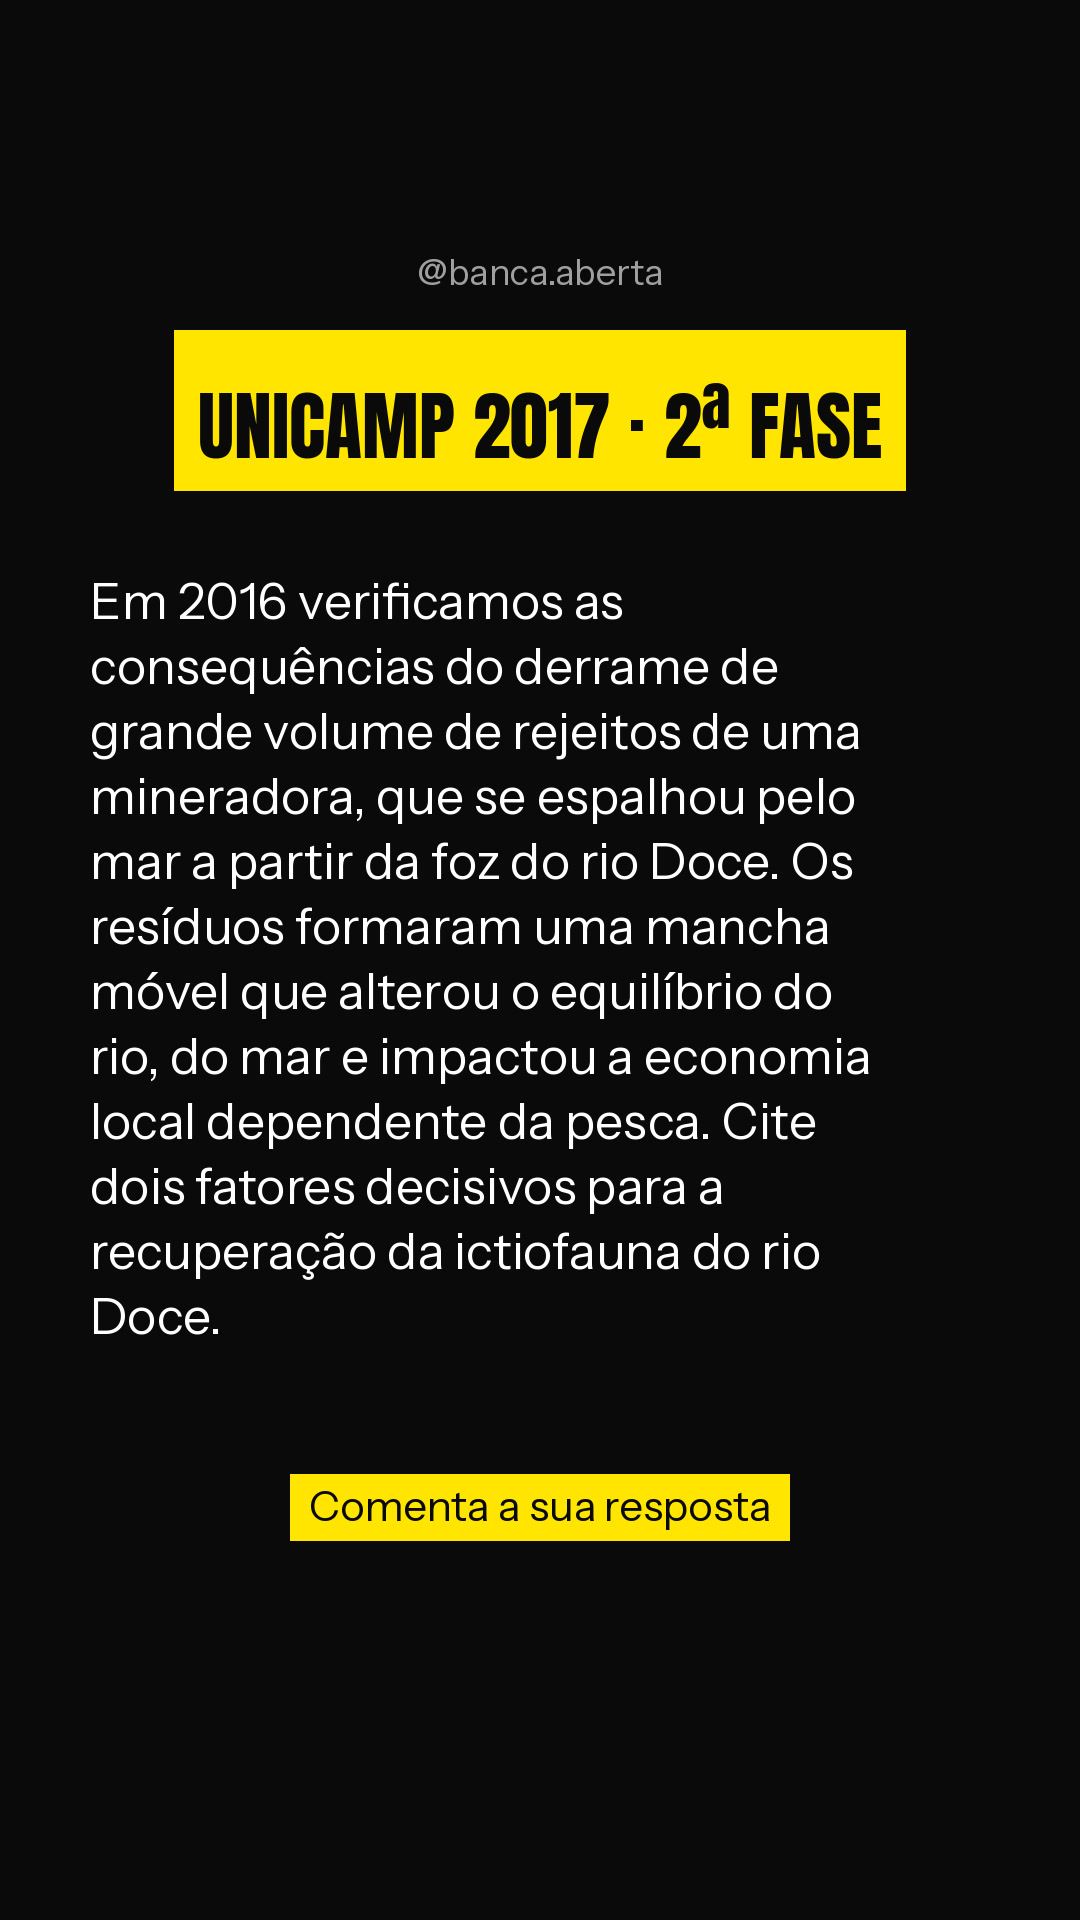 @banca.aberta
UNICAMP 2017 · 2ª FASE
Em 2016 verificamos as
consequências do derrame de
grande volume de rejeitos de uma
mineradora, que se espalhou pelo
mar a partir da foz do rio Doce. Os
resíduos formaram uma mancha
móvel que alterou o equilíbrio do
rio, do mar e impactou a economia
local dependente da pesca. Cite
dois fatores decisivos para a
recuperação da ictiofauna do rio
Doce.
Comenta a sua resposta